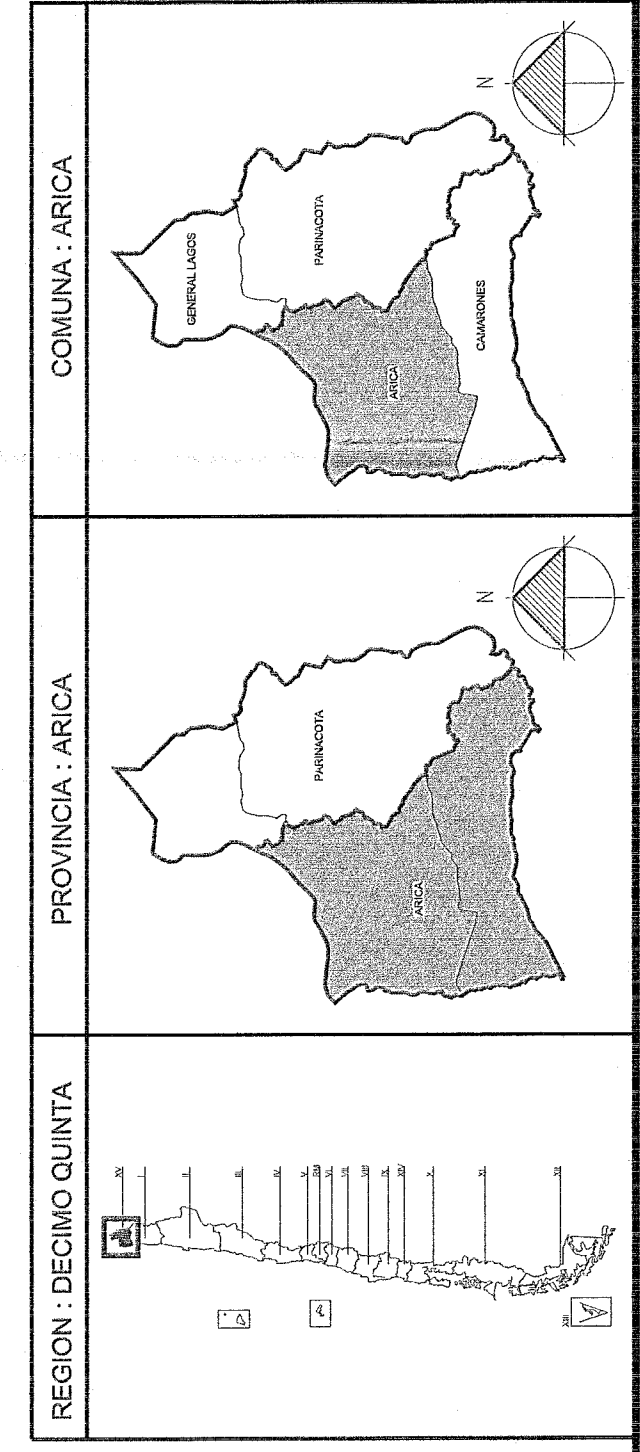 REGION : DECIMO QUINTA
XV
I
II
III
IV
V
RM
VI
VII
VIII
IX
XIV
X
XI
XII
XIII
PROVINCIA : ARICA
PARINACOTA
ARICA
N
COMUNA : ARICA
GENERAL LAGOS
PARINACOTA
ARICA
CAMARONES
N